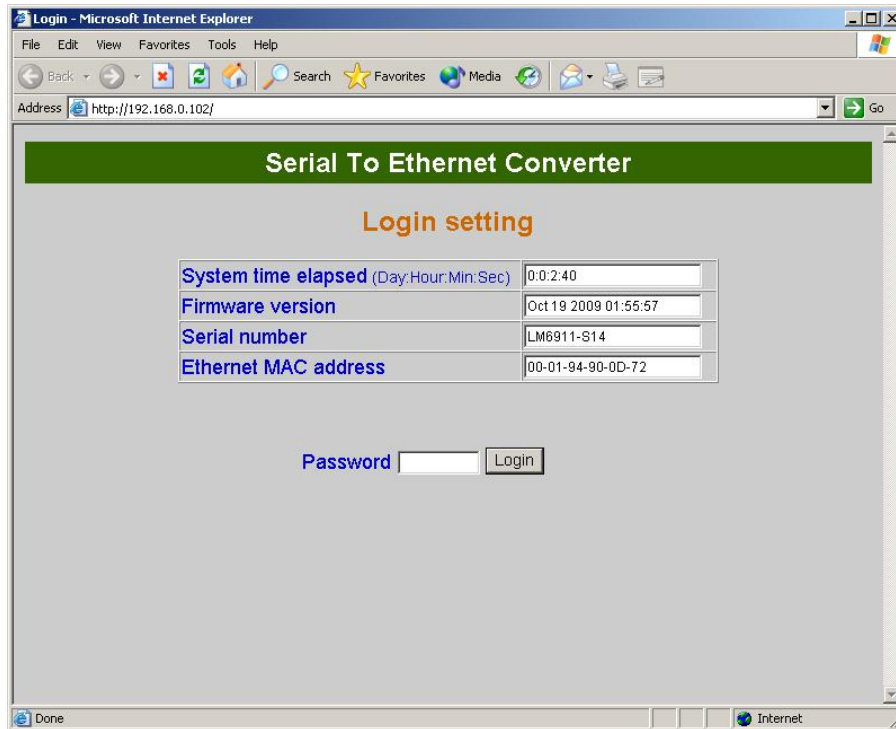 Login - Microsoft Internet Explorer
File Edit View Favorites Tools Help
Back Search Favorites Media
Address http://192.168.0.102/ Go
Serial To Ethernet Converter
Login setting
System time elapsed (Day:Hour:Min:Sec) 0:0:2:40
Firmware version Oct 19 2009 01:55:57
Serial number LM6911-S14
Ethernet MAC address 00-01-94-90-0D-72
Password Login
Done Internet